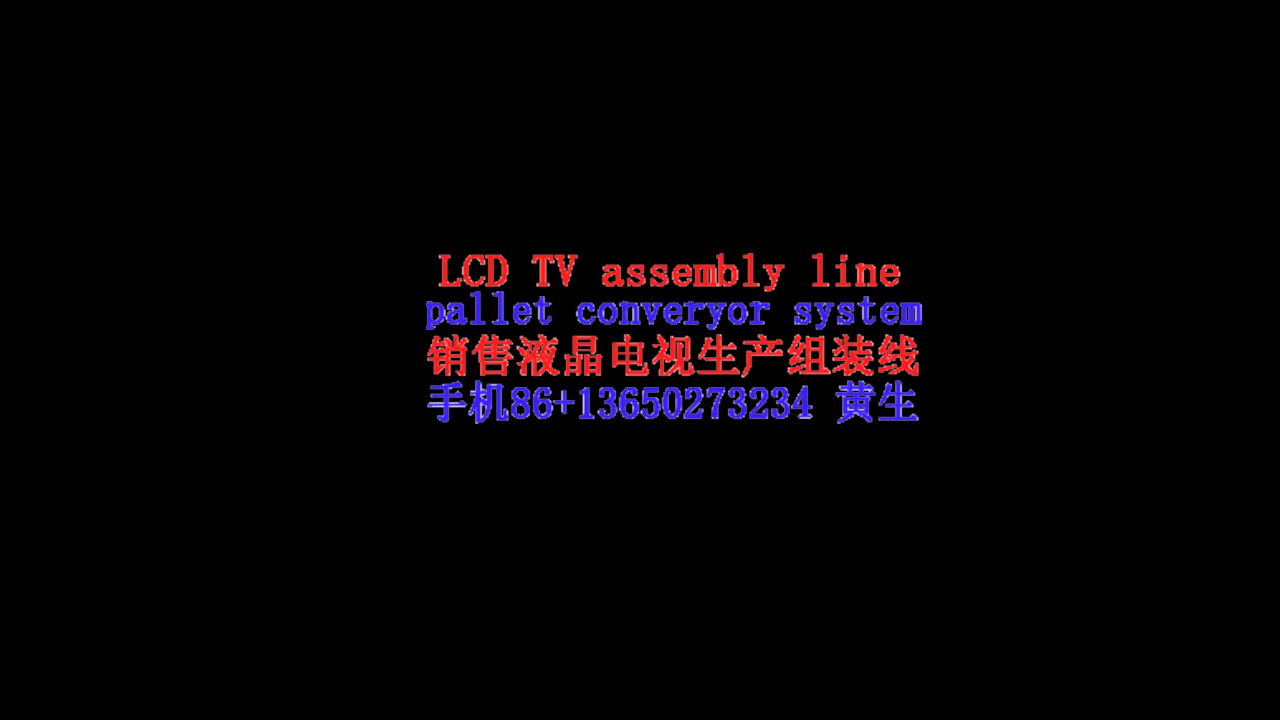 LCD TV assembly line
pallet converyor system
销售液晶电视生产组装线
手机86+13650273234 黄生